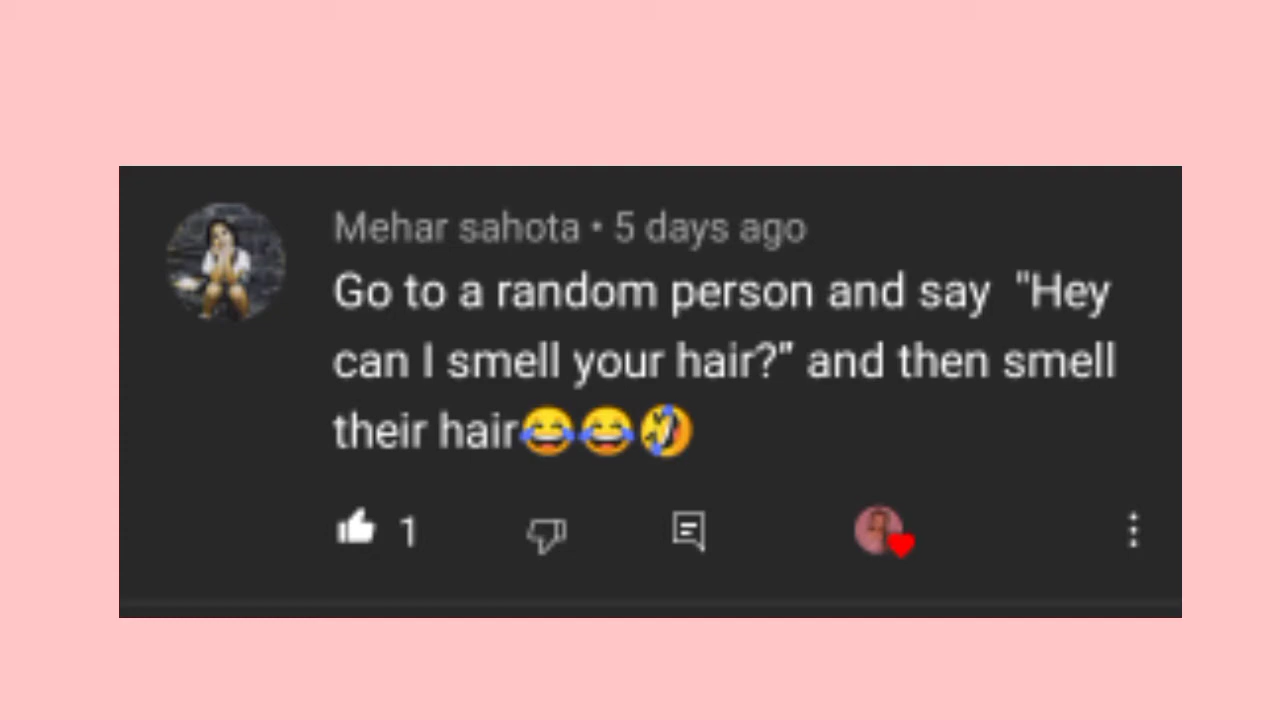 Mehar sahota • 5 days ago
Go to a random person and say  "Hey
can I smell your hair?" and then smell
their hair😂😂🤣
1